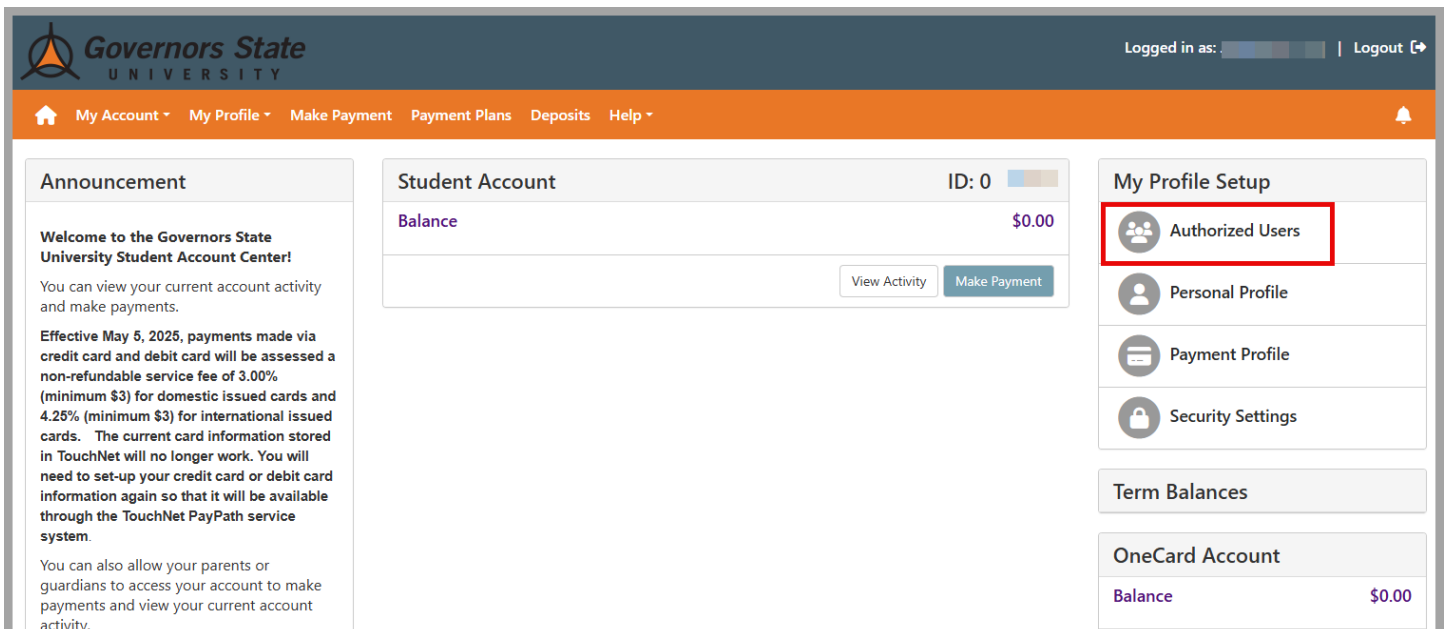 Governors State
UNIVERSITY
Logged in as:
| Logout
My Account
My Profile
Make Payment
Payment Plans
Deposits
Help
Announcement
Welcome to the Governors State
University Student Account Center!
You can view your current account activity
and make payments.
Effective May 5, 2025, payments made via
credit card and debit card will be assessed a
non-refundable service fee of 3.00%
(minimum $3) for domestic issued cards and
4.25% (minimum $3) for international issued
cards. The current card information stored
in TouchNet will no longer work. You will
need to set-up your credit card or debit card
information again so that it will be available
through the TouchNet PayPath service
system.
You can also allow your parents or
guardians to access your account to make
payments and view your current account
activity.
Student Account
ID: 0
Balance
$0.00
View Activity
Make Payment
My Profile Setup
Authorized Users
Personal Profile
Payment Profile
Security Settings
Term Balances
OneCard Account
Balance
$0.00